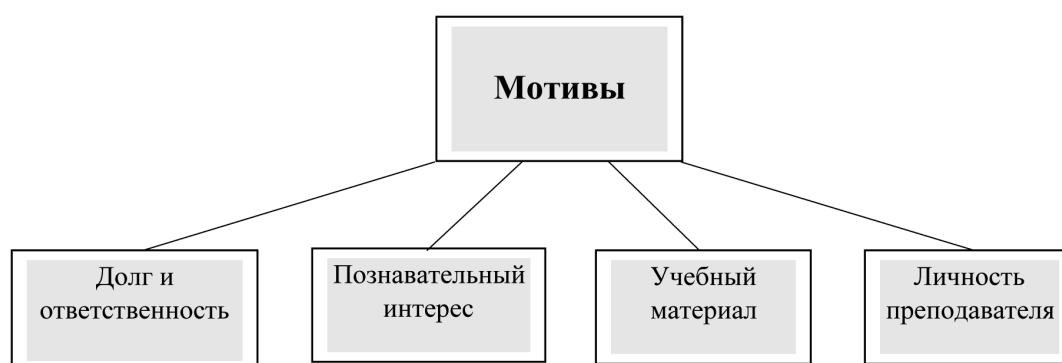 Мотивы
Долг и
ответственность
Познавательный
интерес
Учебный
материал
Личность
преподавателя